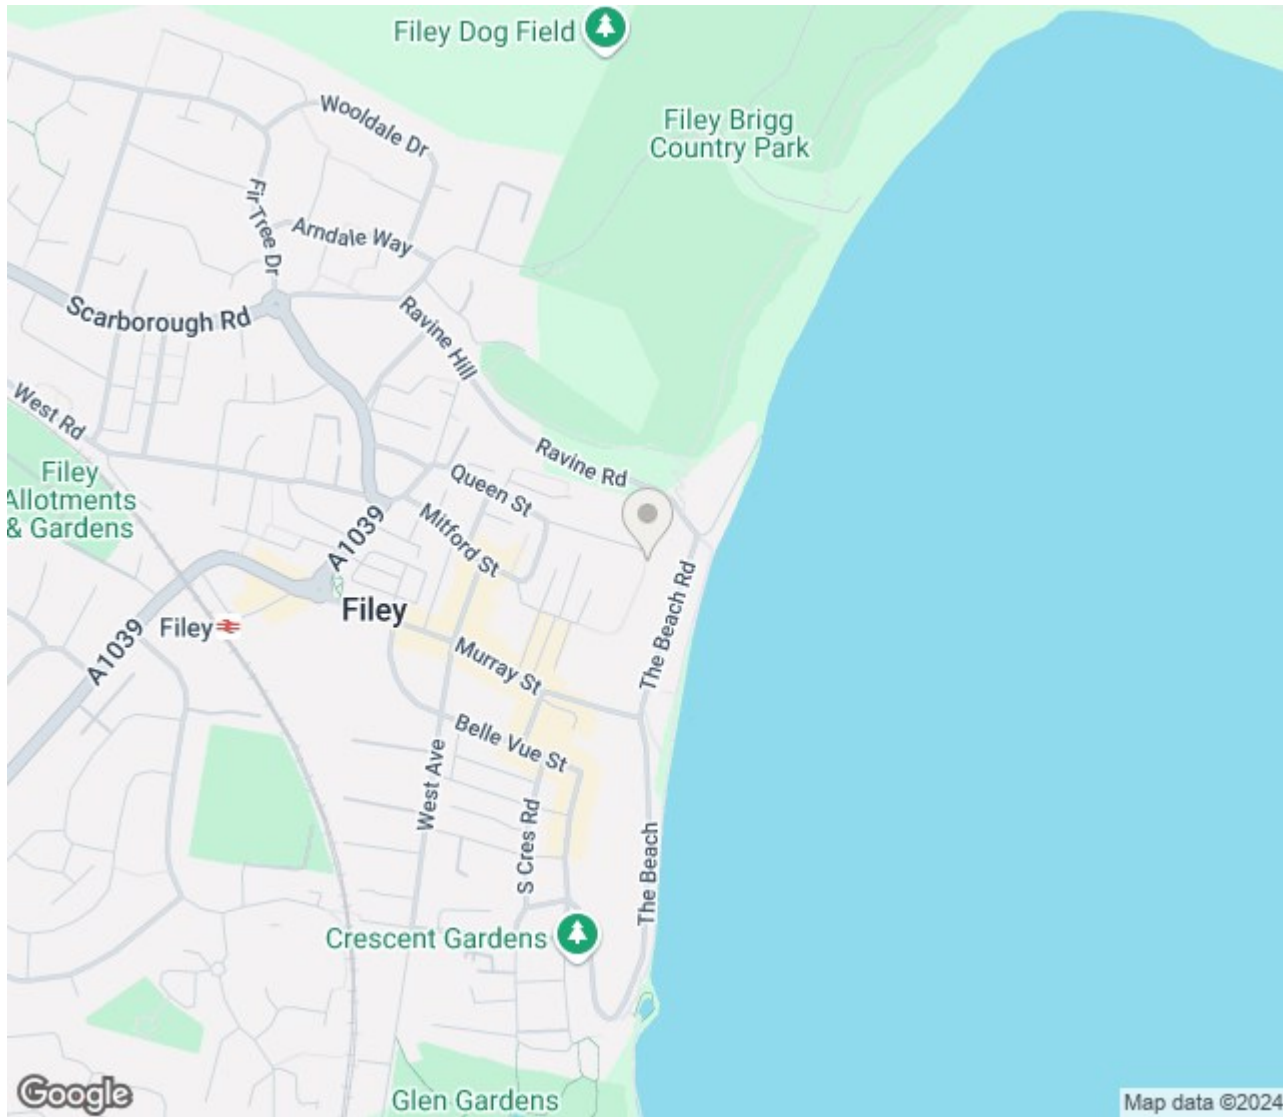 Filey Dog Field
Wooldale Dr
Filey Brigg
Country Park
Fir Tree Dr
Arndale Way
Scarborough Rd
Ravine Hill
West Rd
Ravine Rd
Filey
Allotments
& Gardens
Queen St
Mitford St
A1039
The Beach Rd
Filey
Filey
A1039
Murray St
Belle Vue St
West Ave
S Cres Rd
The Beach
Crescent Gardens
Glen Gardens
Google
Map data ©2024